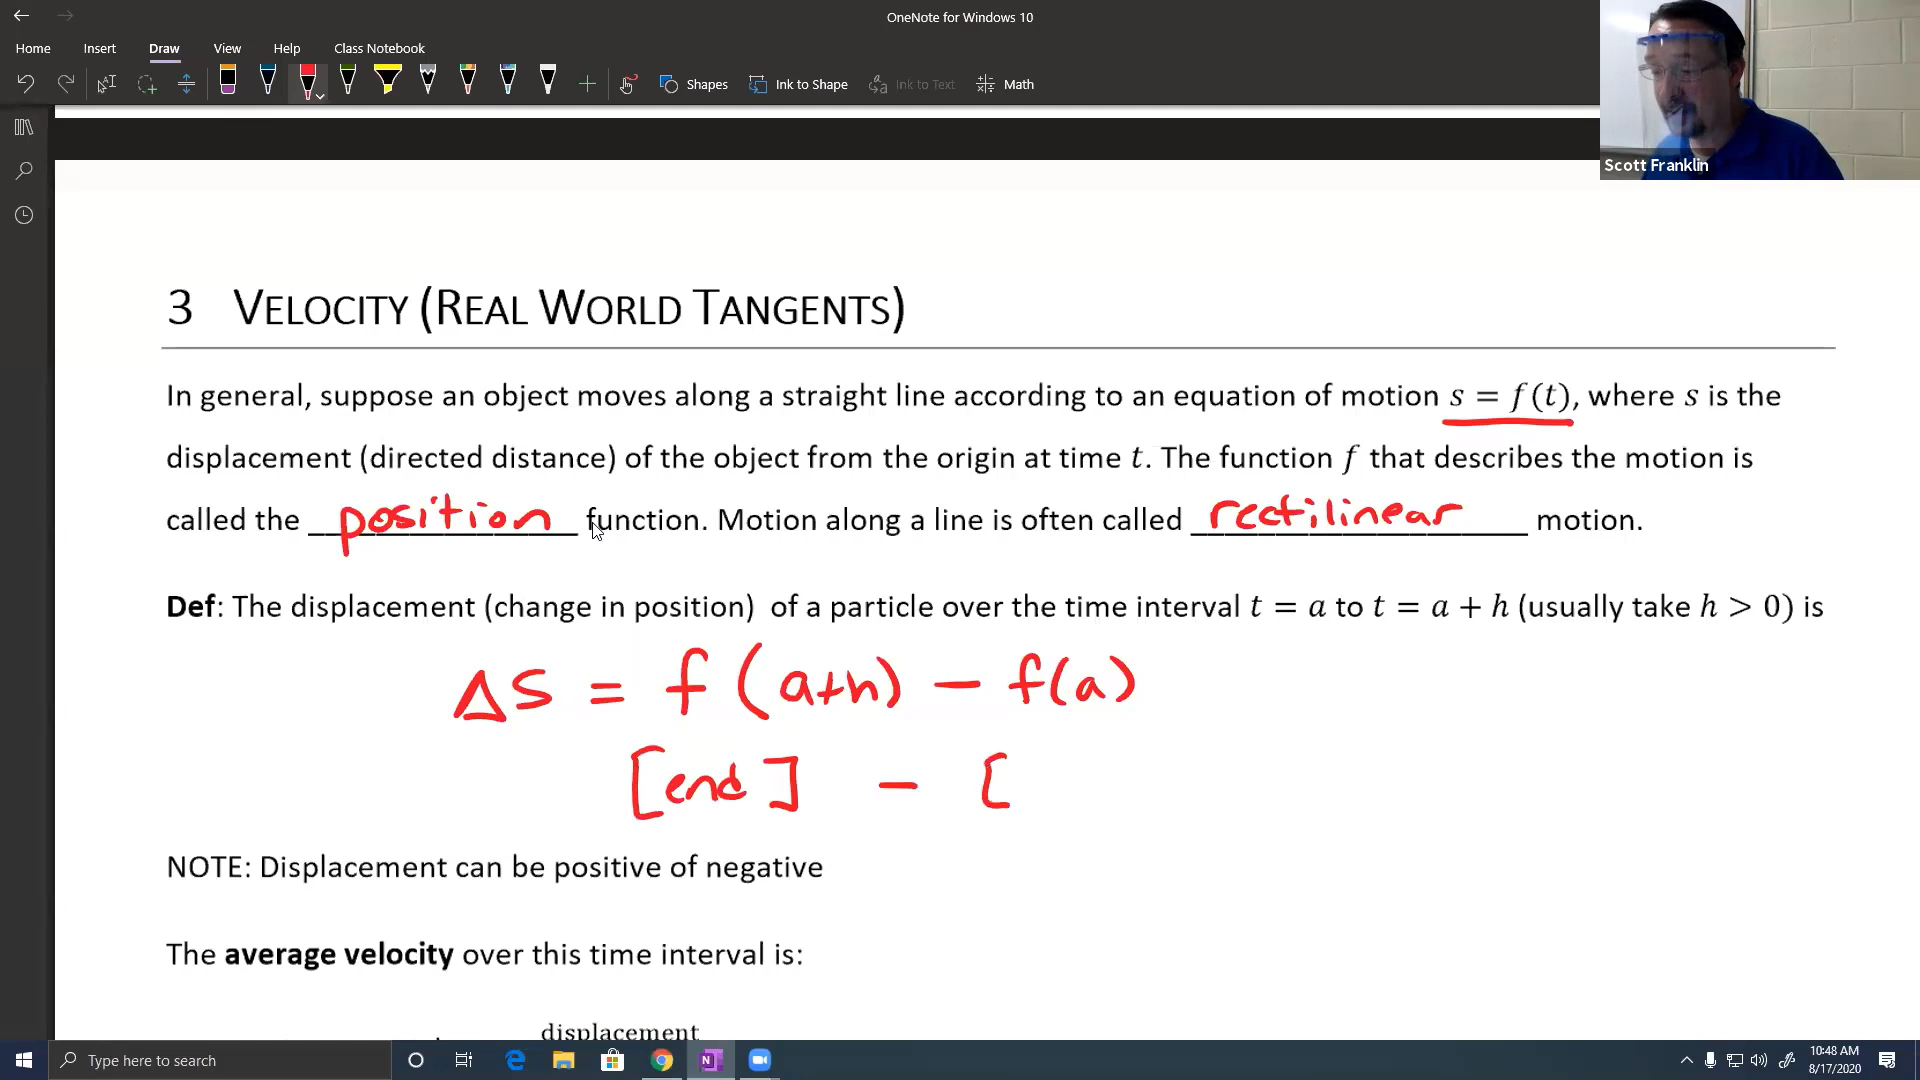 OneNote for Windows 10
Home Insert Draw View Help Class Notebook
Shapes Ink to Shape Ink to Text Math
Scott Franklin
3 VELOCITY (REAL WORLD TANGENTS)
In general, suppose an object moves along a straight line according to an equation of motion s = f(t), where s is the
displacement (directed distance) of the object from the origin at time t. The function f that describes the motion is
called the position function. Motion along a line is often called rectilinear motion.
Def: The displacement (change in position) of a particle over the time interval t = a to t = a + h (usually take h > 0) is
ΔS = f(a+h) − f(a)
[end] − [
NOTE: Displacement can be positive of negative
The average velocity over this time interval is:
displacement
Type here to search
10:48 AM
8/17/2020